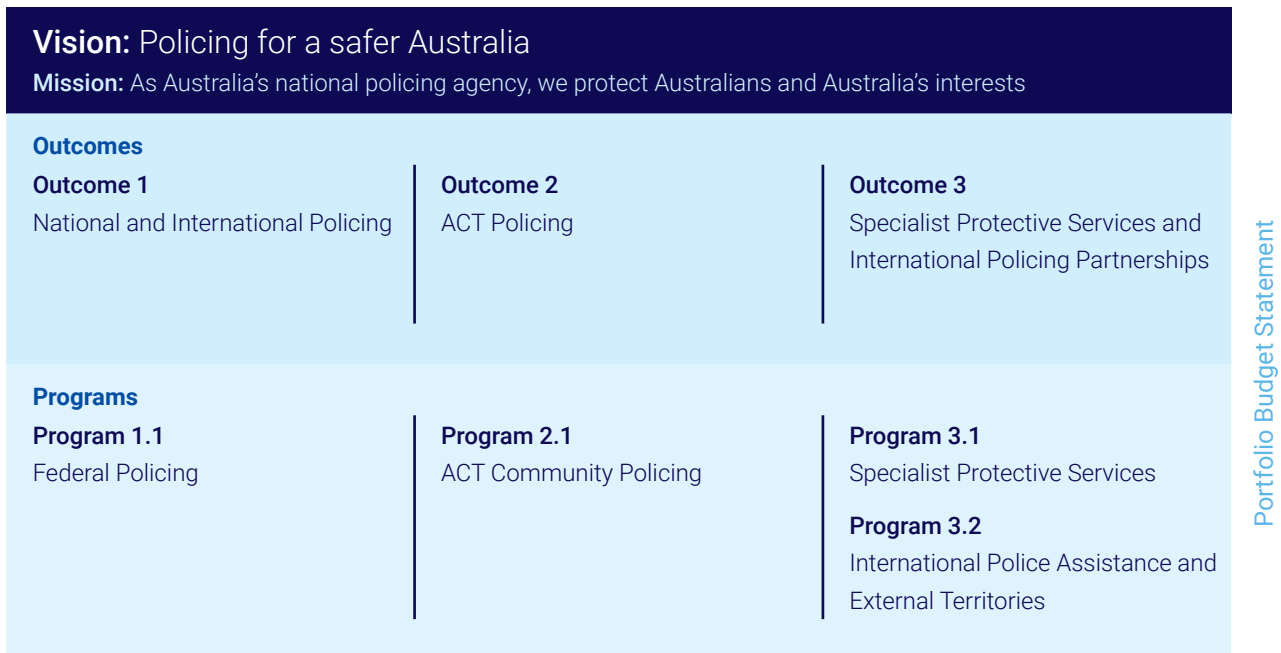 Vision: Policing for a safer Australia
Mission: As Australia’s national policing agency, we protect Australians and Australia’s interests
Outcomes
Outcome 1
National and International Policing
Outcome 2
ACT Policing
Outcome 3
Specialist Protective Services and
International Policing Partnerships
Programs
Program 1.1
Federal Policing
Program 2.1
ACT Community Policing
Program 3.1
Specialist Protective Services
Program 3.2
International Police Assistance and
External Territories
Portfolio Budget Statement